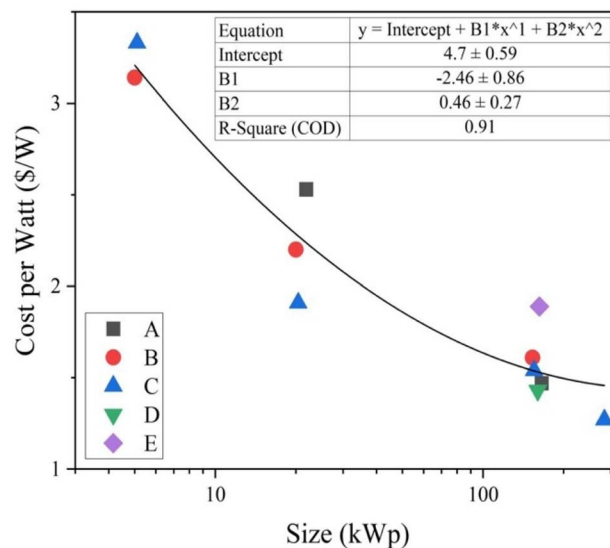 Equation y = Intercept + B1*x^1 + B2*x^2
Intercept 4.7 ± 0.59
B1 -2.46 ± 0.86
B2 0.46 ± 0.27
R-Square (COD) 0.91
3
2
1
Cost per Watt ($/W)
A
B
C
D
E
10 100
Size (kWp)